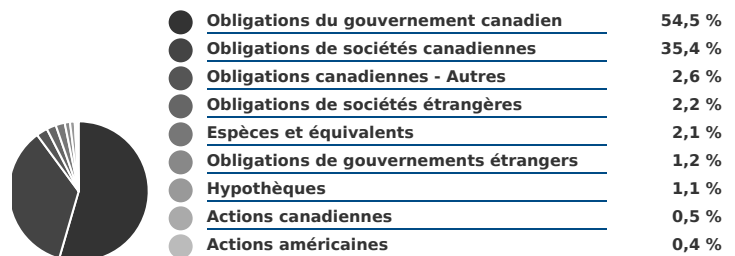 Obligations du gouvernement canadien 54,5 %
Obligations de sociétés canadiennes 35,4 %
Obligations canadiennes - Autres 2,6 %
Obligations de sociétés étrangères 2,2 %
Espèces et équivalents 2,1 %
Obligations de gouvernements étrangers 1,2 %
Hypothèques 1,1 %
Actions canadiennes 0,5 %
Actions américaines 0,4 %